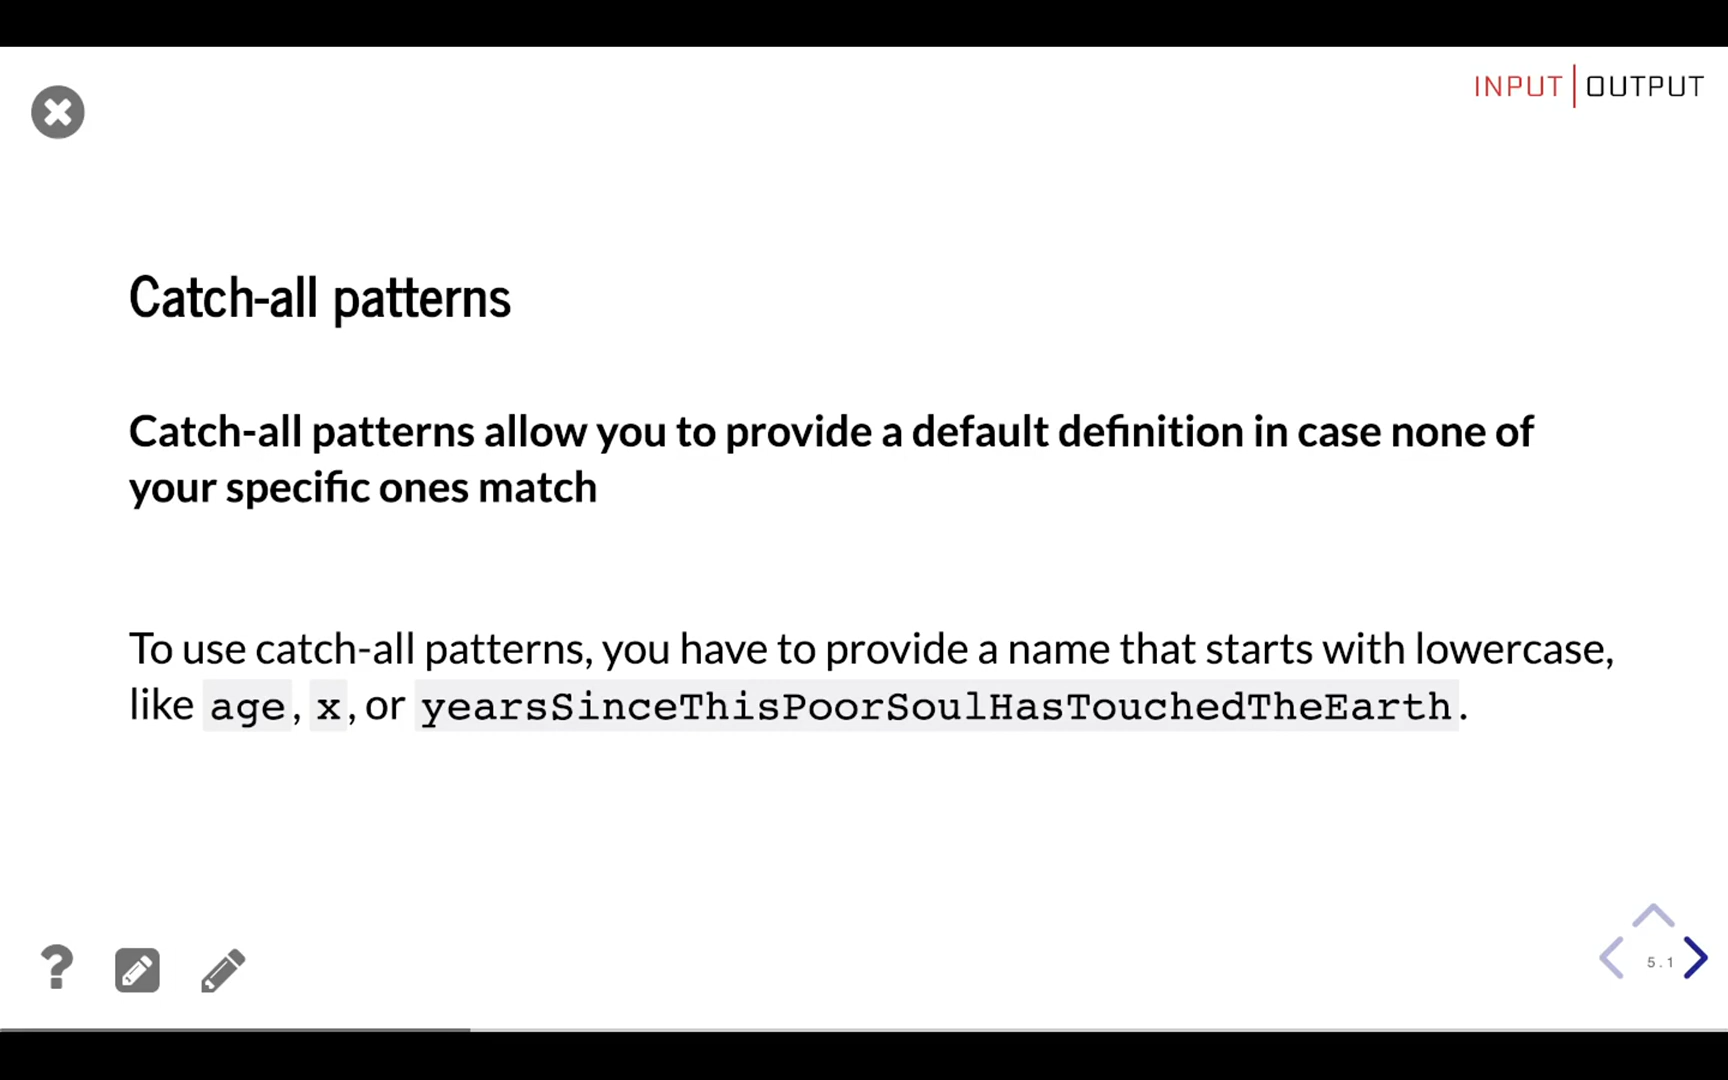 INPUT | OUTPUT
Catch-all patterns
Catch-all patterns allow you to provide a default definition in case none of
your specific ones match
To use catch-all patterns, you have to provide a name that starts with lowercase,
like age, x, or yearsSinceThisPoorSoulHasTouchedTheEarth.
?
5.1